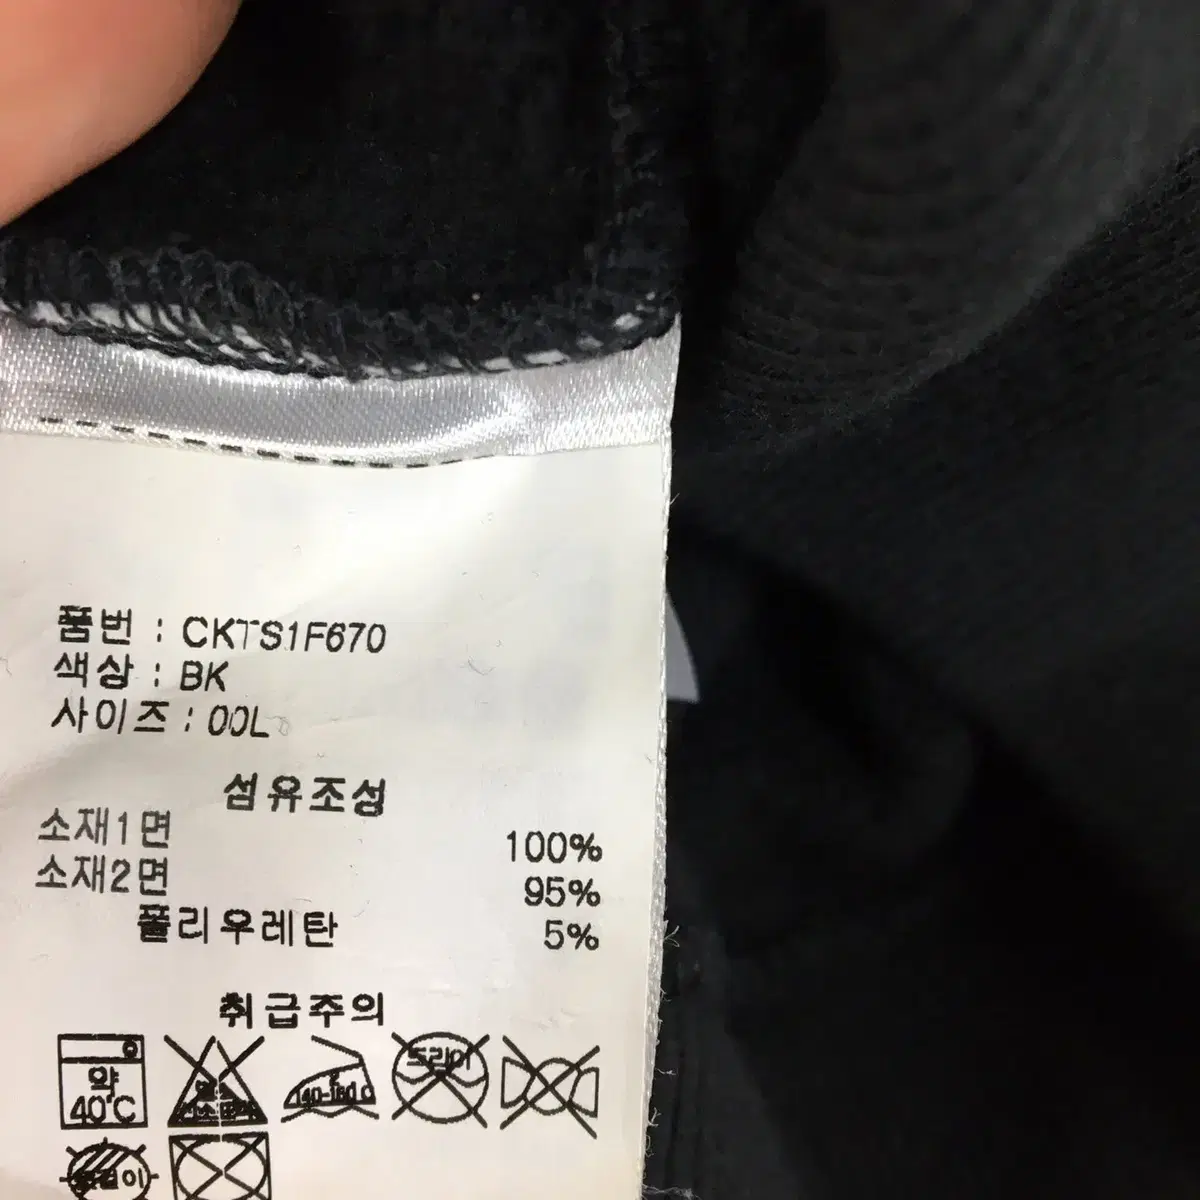 품번 : CKTS1F670
색상 : BK
사이즈 : 00L
섬유조성
소재1면 100%
소재2면 95%
폴리우레탄 5%
취급주의
약
40°C
140-160°C
드라이